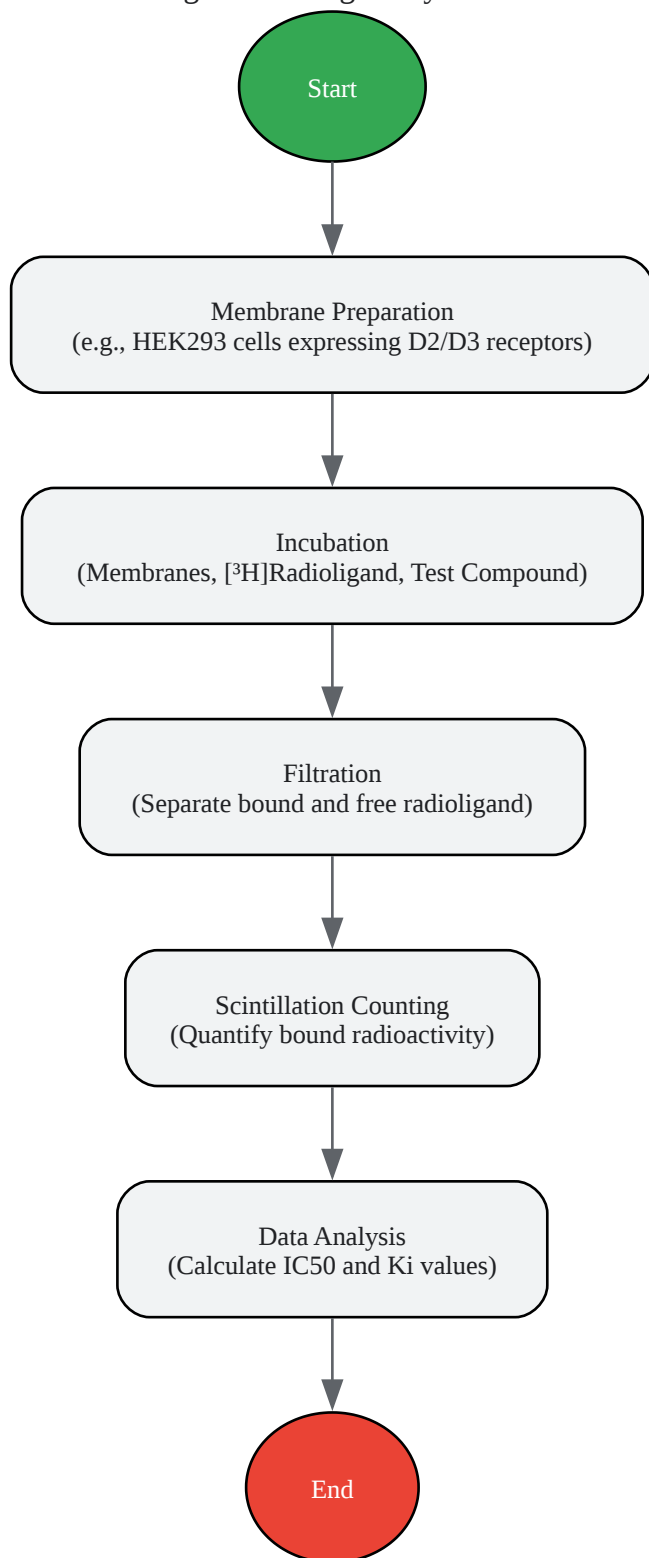 Start
Membrane Preparation
(e.g., HEK293 cells expressing D2/D3 receptors)
Incubation
(Membranes, [³H]Radioligand, Test Compound)
Filtration
(Separate bound and free radioligand)
Scintillation Counting
(Quantify bound radioactivity)
Data Analysis
(Calculate IC50 and Ki values)
End